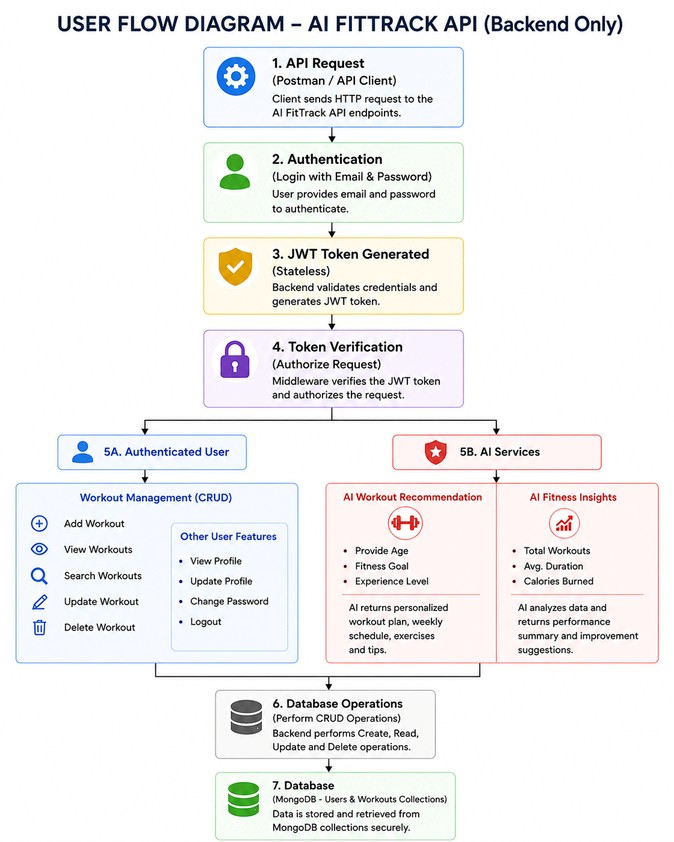 USER FLOW DIAGRAM – AI FITTRACK API (Backend Only)
1. API Request
(Postman / API Client)
Client sends HTTP request to the
AI FitTrack API endpoints.
2. Authentication
(Login with Email & Password)
User provides email and password
to authenticate.
3. JWT Token Generated
(Stateless)
Backend validates credentials and
generates JWT token.
4. Token Verification
(Authorize Request)
Middleware verifies the JWT token
and authorizes the request.
5A. Authenticated User
Workout Management (CRUD)
Add Workout
View Workouts
Search Workouts
Update Workout
Delete Workout
Other User Features
• View Profile
• Update Profile
• Change Password
• Logout
5B. AI Services
AI Workout Recommendation
• Provide Age
• Fitness Goal
• Experience Level
AI returns personalized
workout plan, weekly
schedule, exercises
and tips.
AI Fitness Insights
• Total Workouts
• Avg. Duration
• Calories Burned
AI analyzes data and
returns performance
summary and improvement
suggestions.
6. Database Operations
(Perform CRUD Operations)
Backend performs Create, Read,
Update and Delete operations.
7. Database
(MongoDB - Users & Workouts Collections)
Data is stored and retrieved from
MongoDB collections securely.